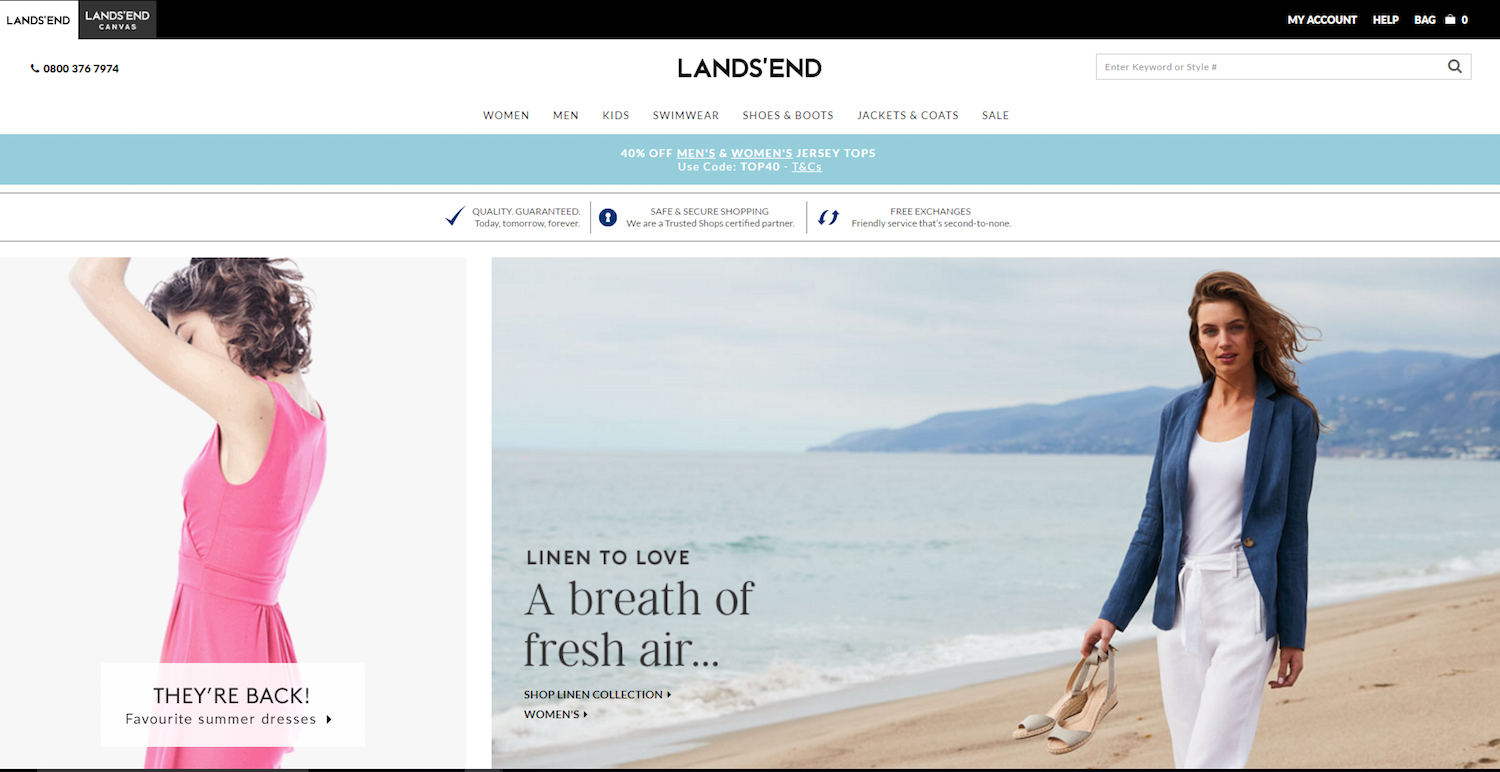 LANDS'END
LANDS'END
CANVAS
MY ACCOUNT HELP BAG 0
0800 376 7974
LANDS'END
Enter Keyword or Style #
WOMEN MEN KIDS SWIMWEAR SHOES & BOOTS JACKETS & COATS SALE
40% OFF MEN'S & WOMEN'S JERSEY TOPS
Use Code: TOP40 - T&Cs
QUALITY. GUARANTEED.
Today, tomorrow, forever.
SAFE & SECURE SHOPPING
We are a Trusted Shops certified partner.
FREE EXCHANGES
Friendly service that's second-to-none.
THEY'RE BACK!
Favourite summer dresses
LINEN TO LOVE
A breath of
fresh air...
SHOP LINEN COLLECTION
WOMEN'S